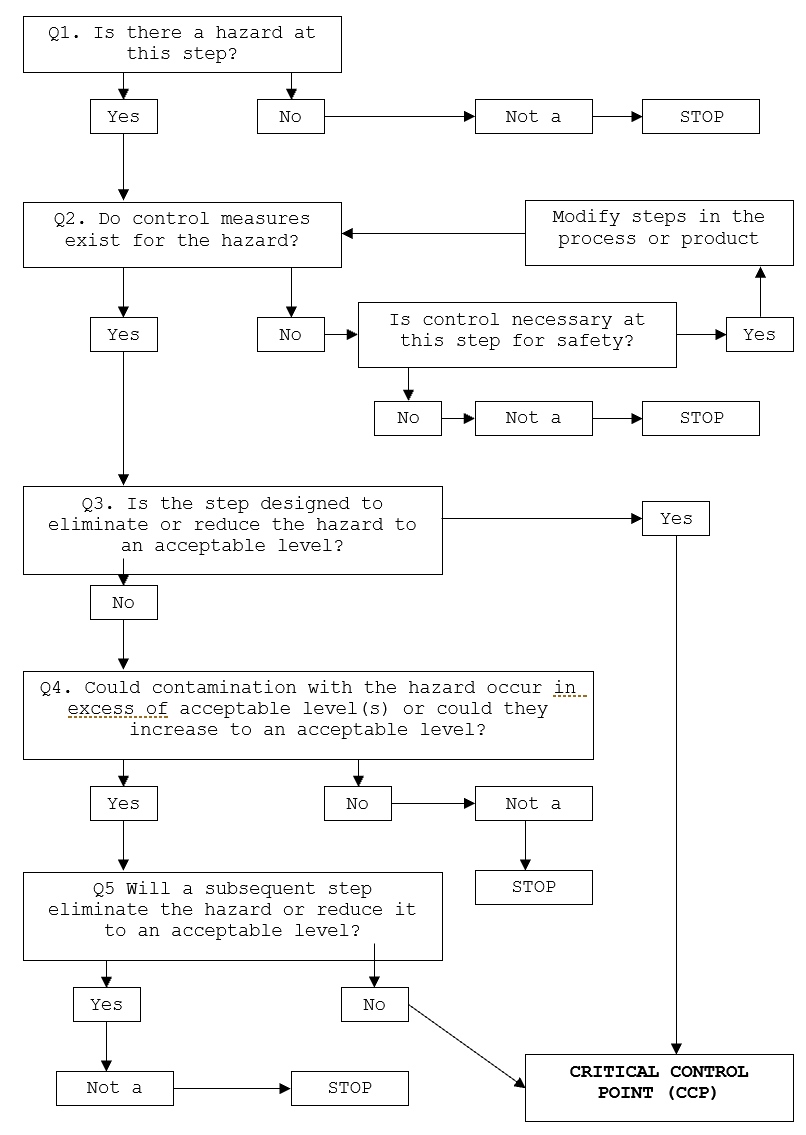 Q1. Is there a hazard at
this step?
Yes
No
Not a
STOP
Q2. Do control measures
exist for the hazard?
Modify steps in the
process or product
Yes
No
Is control necessary at
this step for safety?
Yes
No
Not a
STOP
Q3. Is the step designed to
eliminate or reduce the hazard to
an acceptable level?
Yes
No
Q4. Could contamination with the hazard occur in
excess of acceptable level(s) or could they
increase to an acceptable level?
Yes
No
Not a
STOP
Q5 Will a subsequent step
eliminate the hazard or reduce it
to an acceptable level?
Yes
No
Not a
STOP
CRITICAL CONTROL
POINT (CCP)